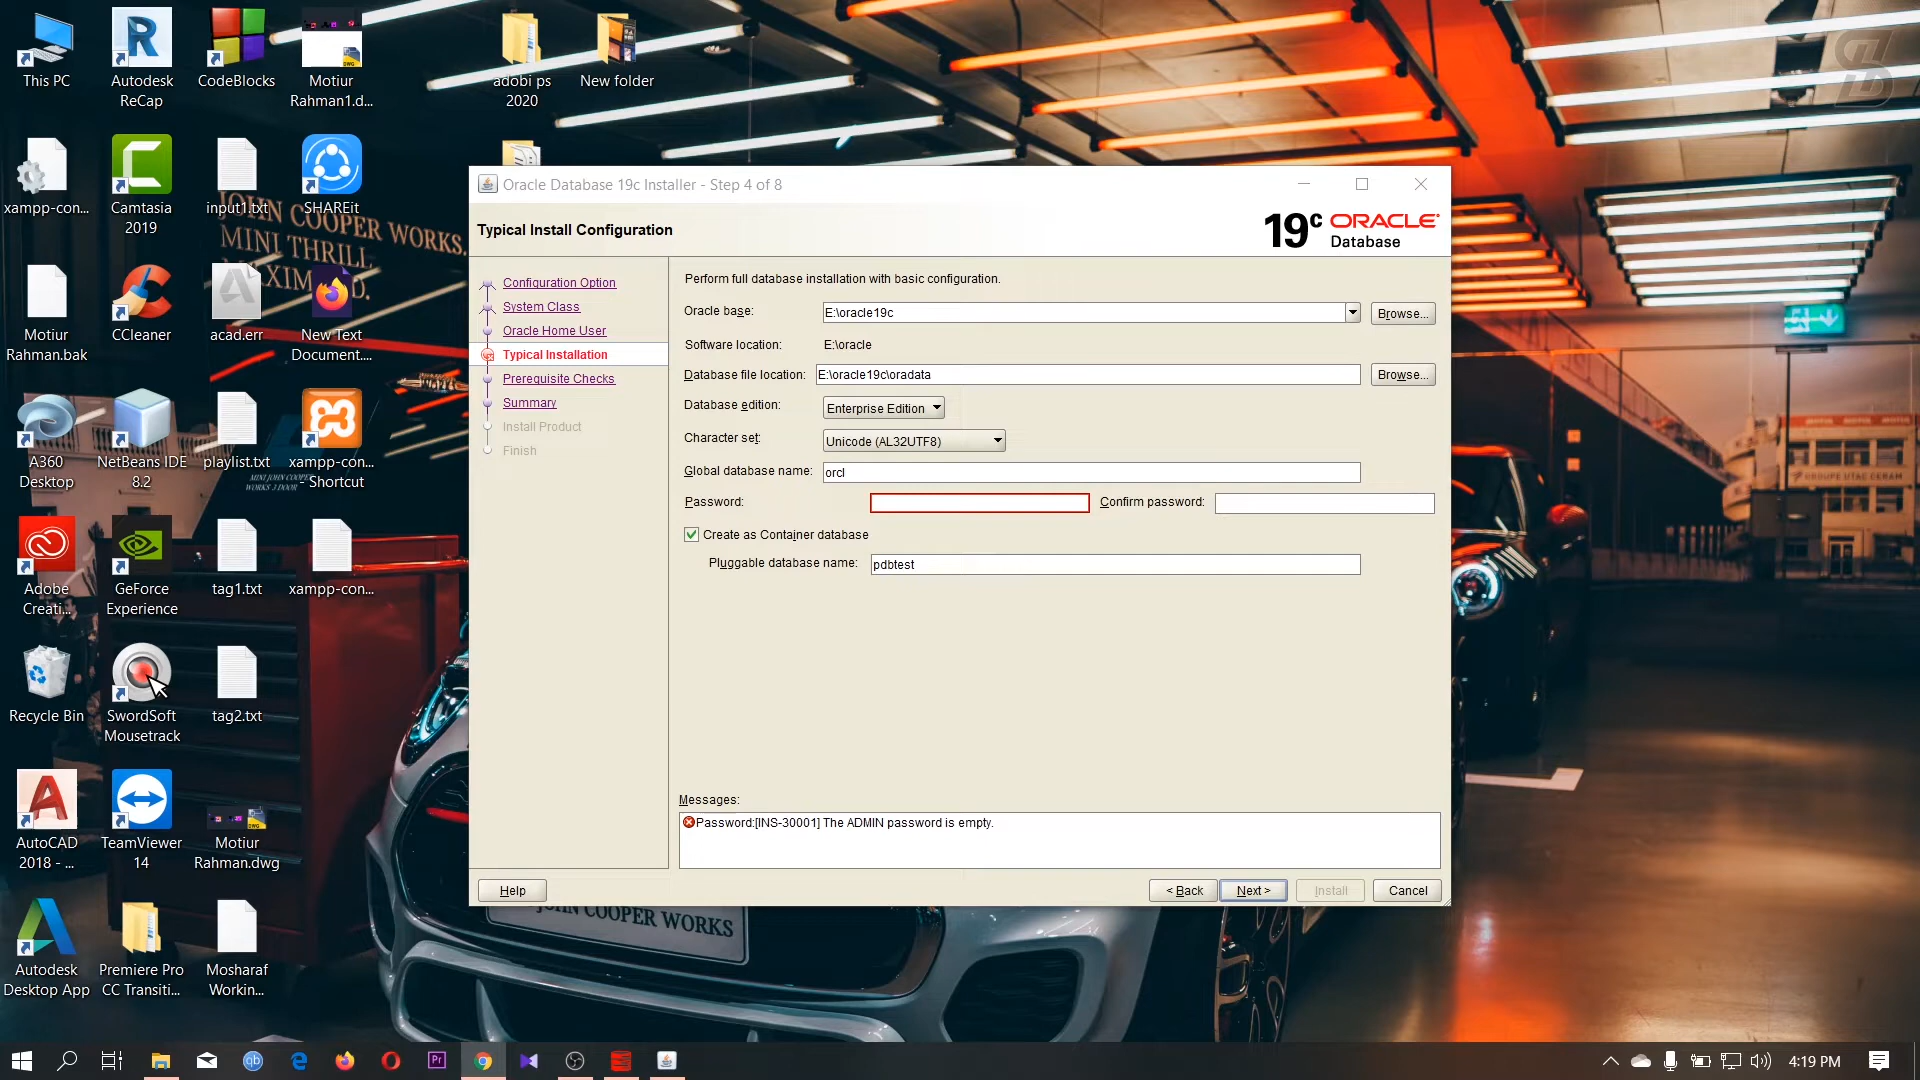 This PC
Autodesk
ReCap
CodeBlocks
Motiur
Rahman1.d...
adobi ps
2020
New folder
xampp-con...
Camtasia
2019
input1.txt
SHAREit
JOHN COOPER WORKS.
MINI THRILL
Motiur
Rahman.bak
CCleaner
acad.err
New Text
Document....
A360
Desktop
NetBeans IDE
8.2
playlist.txt
xampp-con...
- Shortcut
Adobe
Creati...
GeForce
Experience
tag1.txt
xampp-con...
Recycle Bin
SwordSoft
Mousetrack
tag2.txt
AutoCAD
2018 - ...
TeamViewer
14
Motiur
Rahman.dwg
Autodesk
Desktop App
Premiere Pro
CC Transiti...
Mosharaf
Workin...
Oracle Database 19c Installer - Step 4 of 8
Typical Install Configuration
19c ORACLE
Database
Configuration Option
System Class
Oracle Home User
Typical Installation
Prerequisite Checks
Summary
Install Product
Finish
Perform full database installation with basic configuration.
Oracle base: E:\oracle19c Browse...
Software location: E:\oracle
Database file location: E:\oracle19c\oradata Browse...
Database edition: Enterprise Edition
Character set: Unicode (AL32UTF8)
Global database name: orcl
Password: Confirm password:
Create as Container database
Pluggable database name: pdbtest
Messages:
Password:[INS-30001] The ADMIN password is empty.
Help < Back Next > Install Cancel
JOHN COOPER WORKS
4:19 PM